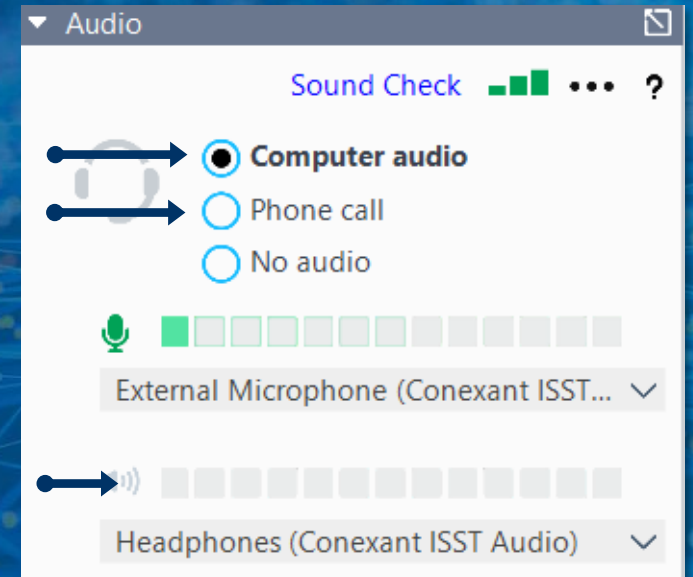 Audio
Sound Check ?
Computer audio
Phone call
No audio
External Microphone (Conexant ISST...
Headphones (Conexant ISST Audio)